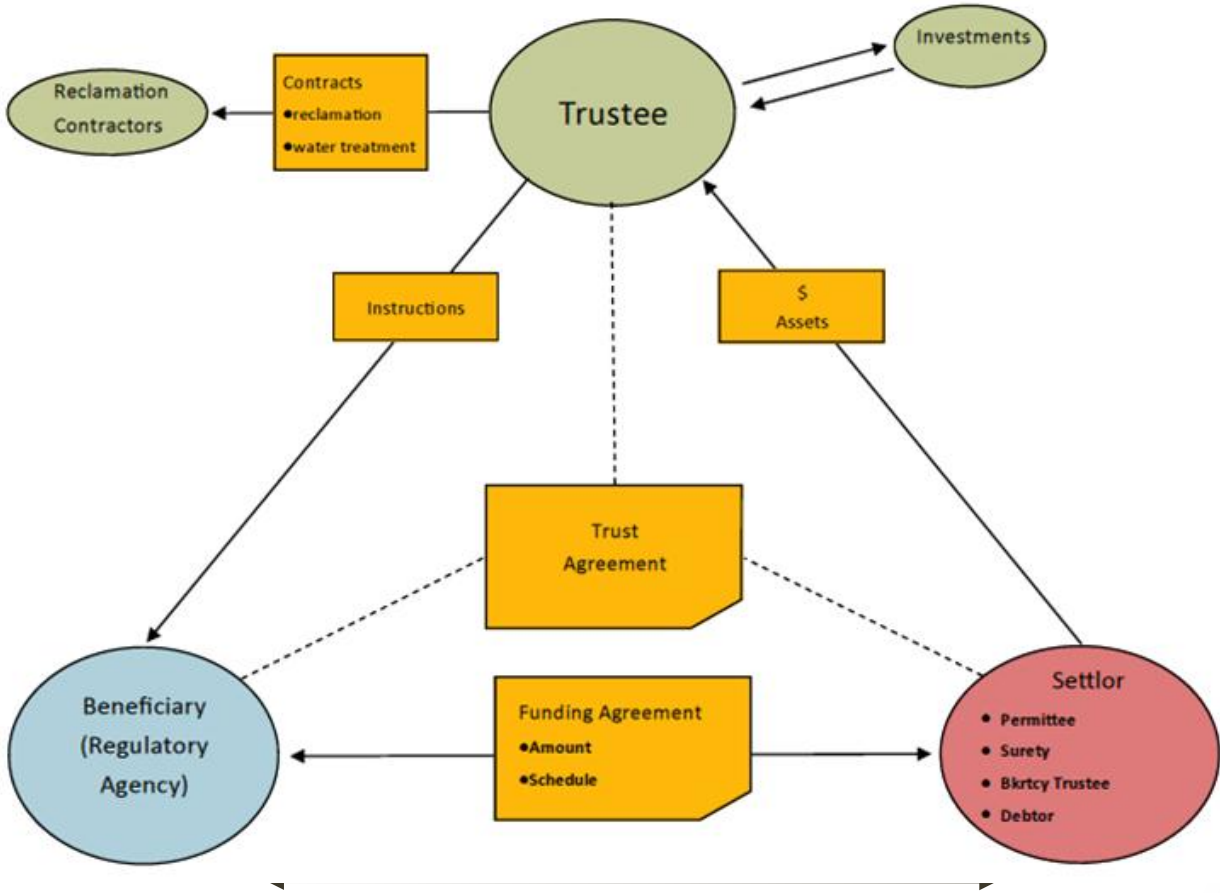 Investments
Trustee
Reclamation
Contractors
Contracts
●reclamation
●water treatment
Instructions
$
Assets
Trust
Agreement
Beneficiary
(Regulatory
Agency)
Funding Agreement
●Amount
●Schedule
Settlor
● Permittee
● Surety
● Bkrtcy Trustee
● Debtor